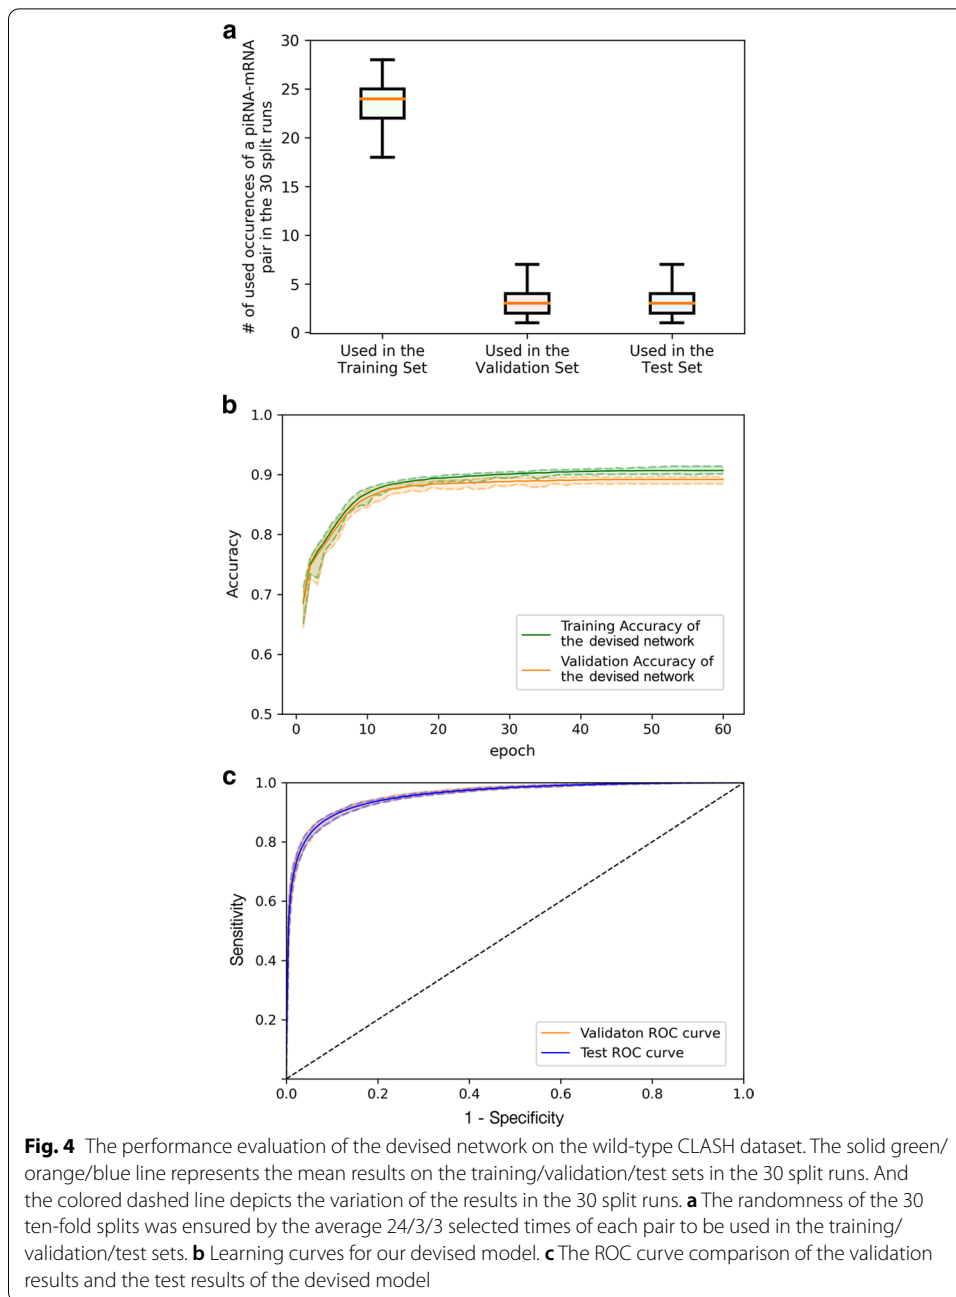 a
# of used occurences of a piRNA-mRNA
pair in the 30 split runs
30
25
20
15
10
5
0
Used in the
Training Set
Used in the
Validation Set
Used in the
Test Set
b
Accuracy
1.0
0.9
0.8
0.7
0.6
0.5
Training Accuracy of
the devised network
Validation Accuracy of
the devised network
0
10
20
30
40
50
60
epoch
c
Sensitivity
1.0
0.8
0.6
0.4
0.2
Validaton ROC curve
Test ROC curve
0.0
0.2
0.4
0.6
0.8
1.0
1 - Specificity
Fig. 4 The performance evaluation of the devised network on the wild-type CLASH dataset. The solid green/
orange/blue line represents the mean results on the training/validation/test sets in the 30 split runs. And
the colored dashed line depicts the variation of the results in the 30 split runs. a The randomness of the 30
ten-fold splits was ensured by the average 24/3/3 selected times of each pair to be used in the training/
validation/test sets. b Learning curves for our devised model. c The ROC curve comparison of the validation
results and the test results of the devised model